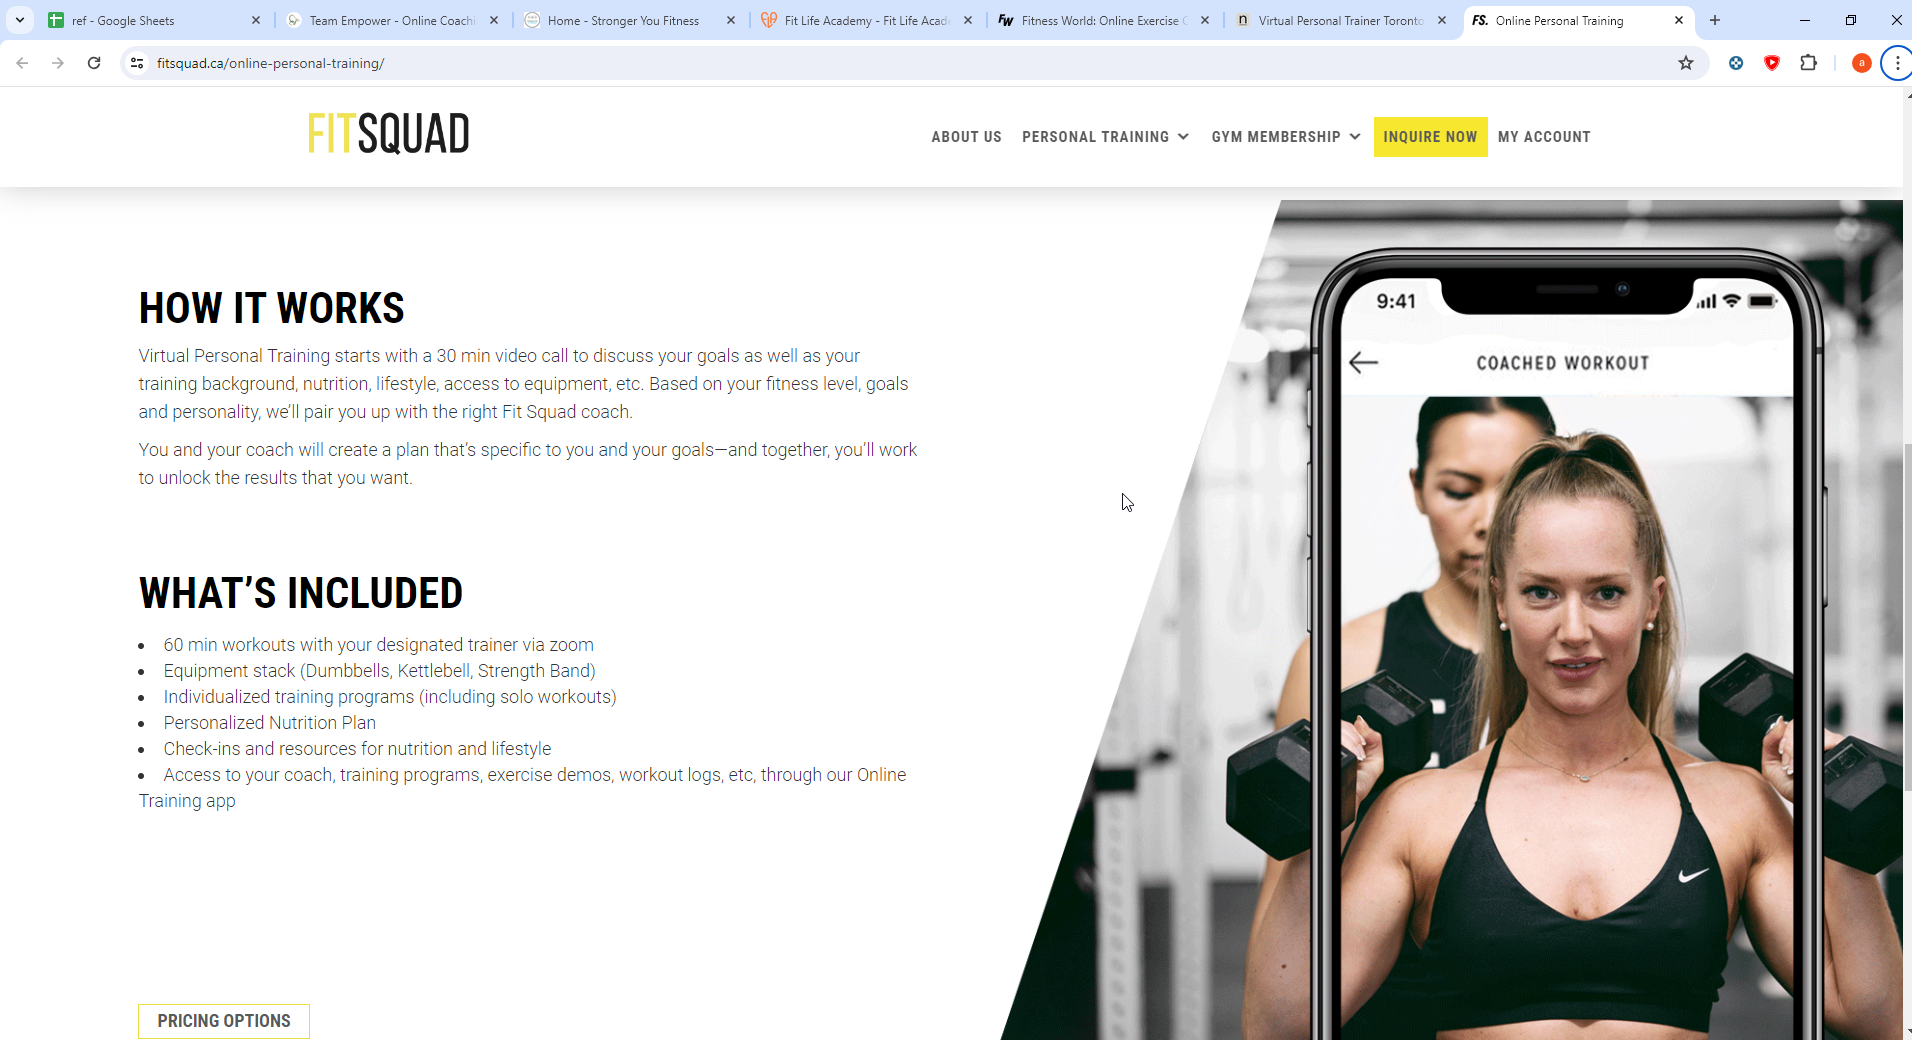 ref - Google Sheets
Team Empower - Online Coachi
Home - Stronger You Fitness
Fit Life Academy - Fit Life Acade
FW Fitness World: Online Exercise C
n Virtual Personal Trainer Toronto
FS. Online Personal Training
fitsquad.ca/online-personal-training/
a
FITSQUAD
ABOUT US
PERSONAL TRAINING
GYM MEMBERSHIP
INQUIRE NOW
MY ACCOUNT
HOW IT WORKS
Virtual Personal Training starts with a 30 min video call to discuss your goals as well as your
training background, nutrition, lifestyle, access to equipment, etc. Based on your fitness level, goals
and personality, we'll pair you up with the right Fit Squad coach.
You and your coach will create a plan that's specific to you and your goals—and together, you'll work
to unlock the results that you want.
WHAT'S INCLUDED
• 60 min workouts with your designated trainer via zoom
• Equipment stack (Dumbbells, Kettlebell, Strength Band)
• Individualized training programs (including solo workouts)
• Personalized Nutrition Plan
• Check-ins and resources for nutrition and lifestyle
• Access to your coach, training programs, exercise demos, workout logs, etc, through our Online
Training app
PRICING OPTIONS
9:41
COACHED WORKOUT